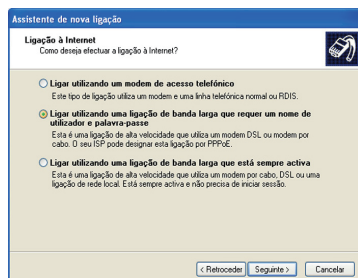 Assistente de nova ligação
Ligação à Internet
Como deseja efectuar a ligação à Internet?
Ligar utilizando um modem de acesso telefónico
Este tipo de ligação utiliza um modem e uma linha telefónica normal ou RDIS.
Ligar utilizando uma ligação de banda larga que requer um nome de
utilizador e palavra-passe
Esta é uma ligação de alta velocidade que utiliza um modem DSL ou modem por
cabo. O seu ISP pode designar esta ligação por PPPoE.
Ligar utilizando uma ligação de banda larga que está sempre activa
Esta é uma ligação de alta velocidade que utiliza um modem por cabo, DSL ou uma
ligação de rede local. Está sempre activa e não precisa de iniciar sessão.
< Retroceder Seguinte > Cancelar